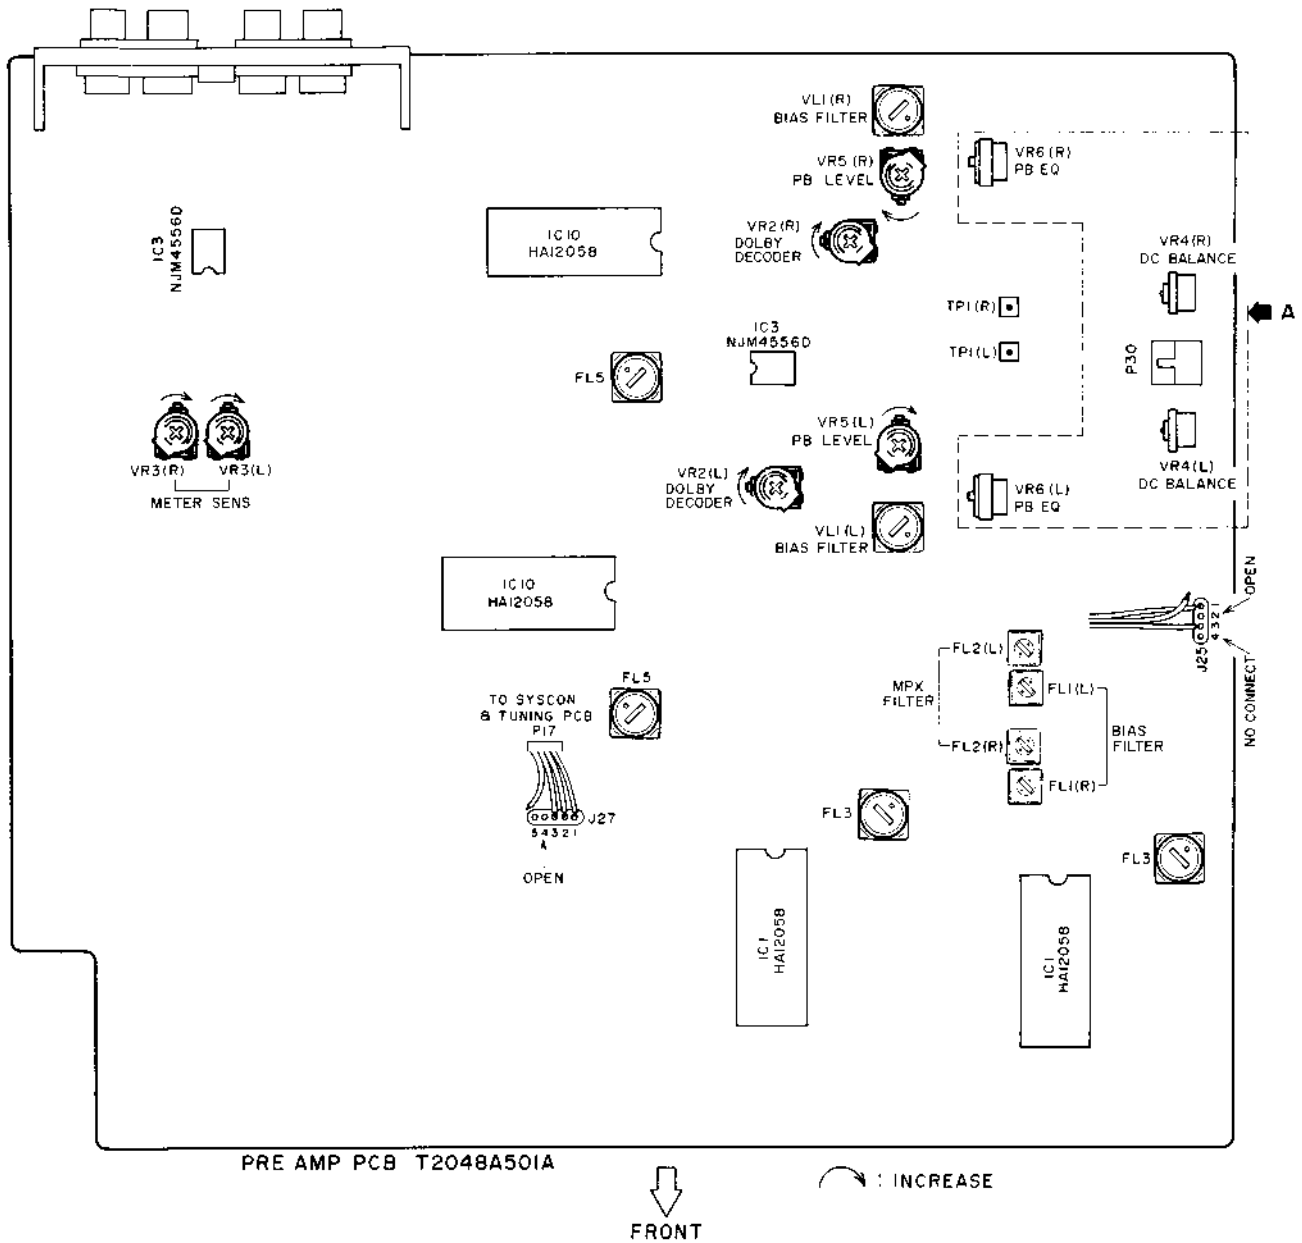 VL1(R)
BIAS FILTER
VR5(R)
PB LEVEL
VR6(R)
PB EQ
VR2(R)
DOLBY
DECODER
IC3
NJM4556D
IC10
HA12058
VR4(R)
DC BALANCE
TP1(R)
A
IC3
NJM4556D
TP1(L)
P30
FL5
VR5(L)
PB LEVEL
VR3(R)
VR3(L)
METER SENS
VR2(L)
DOLBY
DECODER
VR4(L)
DC BALANCE
VR6(L)
PB EQ
VL1(L)
BIAS FILTER
IC10
HA12058
OPEN
4321
J25
NO CONNECT
FL2(L)
MPX
FILTER
FL1(L)
FL5
TO SYSCON
& TUNING PCB
P17
FL2(R)
BIAS
FILTER
FL1(R)
J27
54321
OPEN
FL3
FL3
IC1
HA12058
IC1
HA12058
PRE AMP PCB T2048A501A
: INCREASE
FRONT